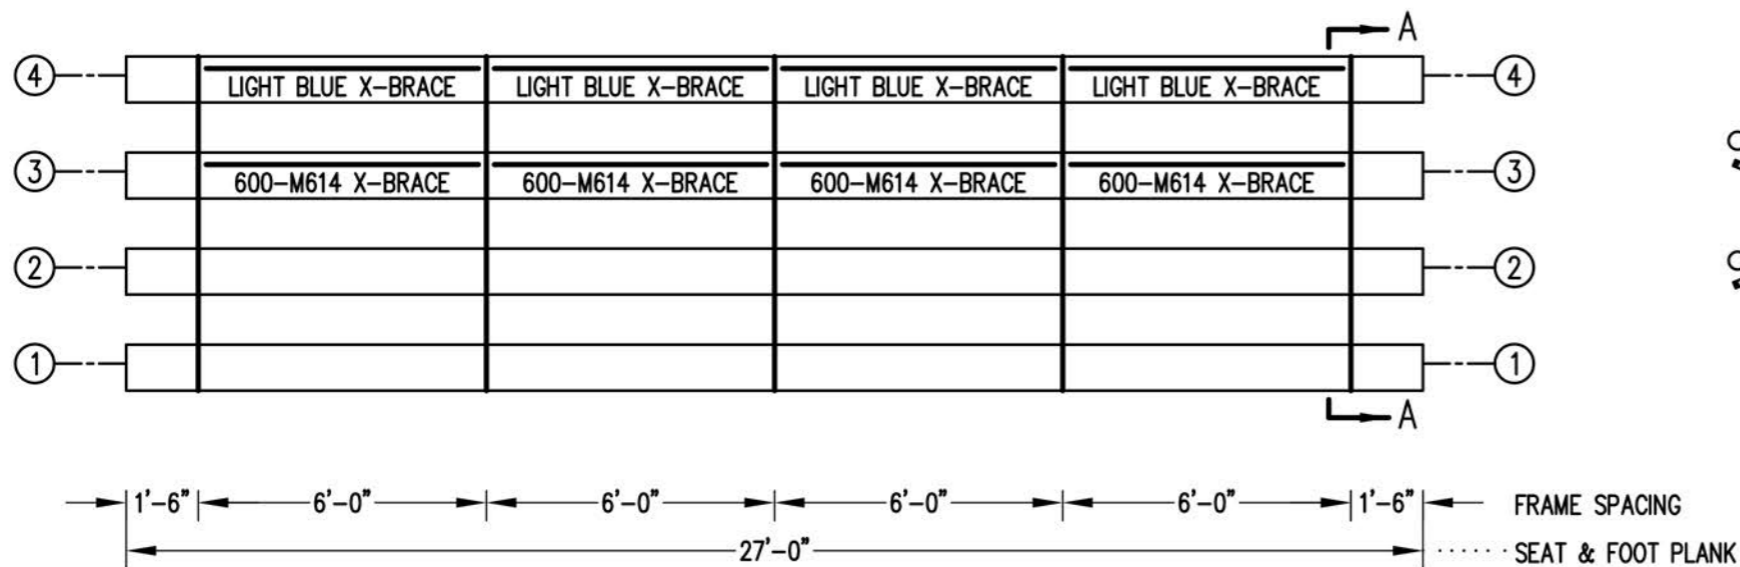 A
4 LIGHT BLUE X-BRACE LIGHT BLUE X-BRACE LIGHT BLUE X-BRACE LIGHT BLUE X-BRACE 4
3 600-M614 X-BRACE 600-M614 X-BRACE 600-M614 X-BRACE 600-M614 X-BRACE 3
2 2
1 1
A
1'-6" 6'-0" 6'-0" 6'-0" 6'-0" 1'-6" FRAME SPACING
27'-0" SEAT & FOOT PLANK